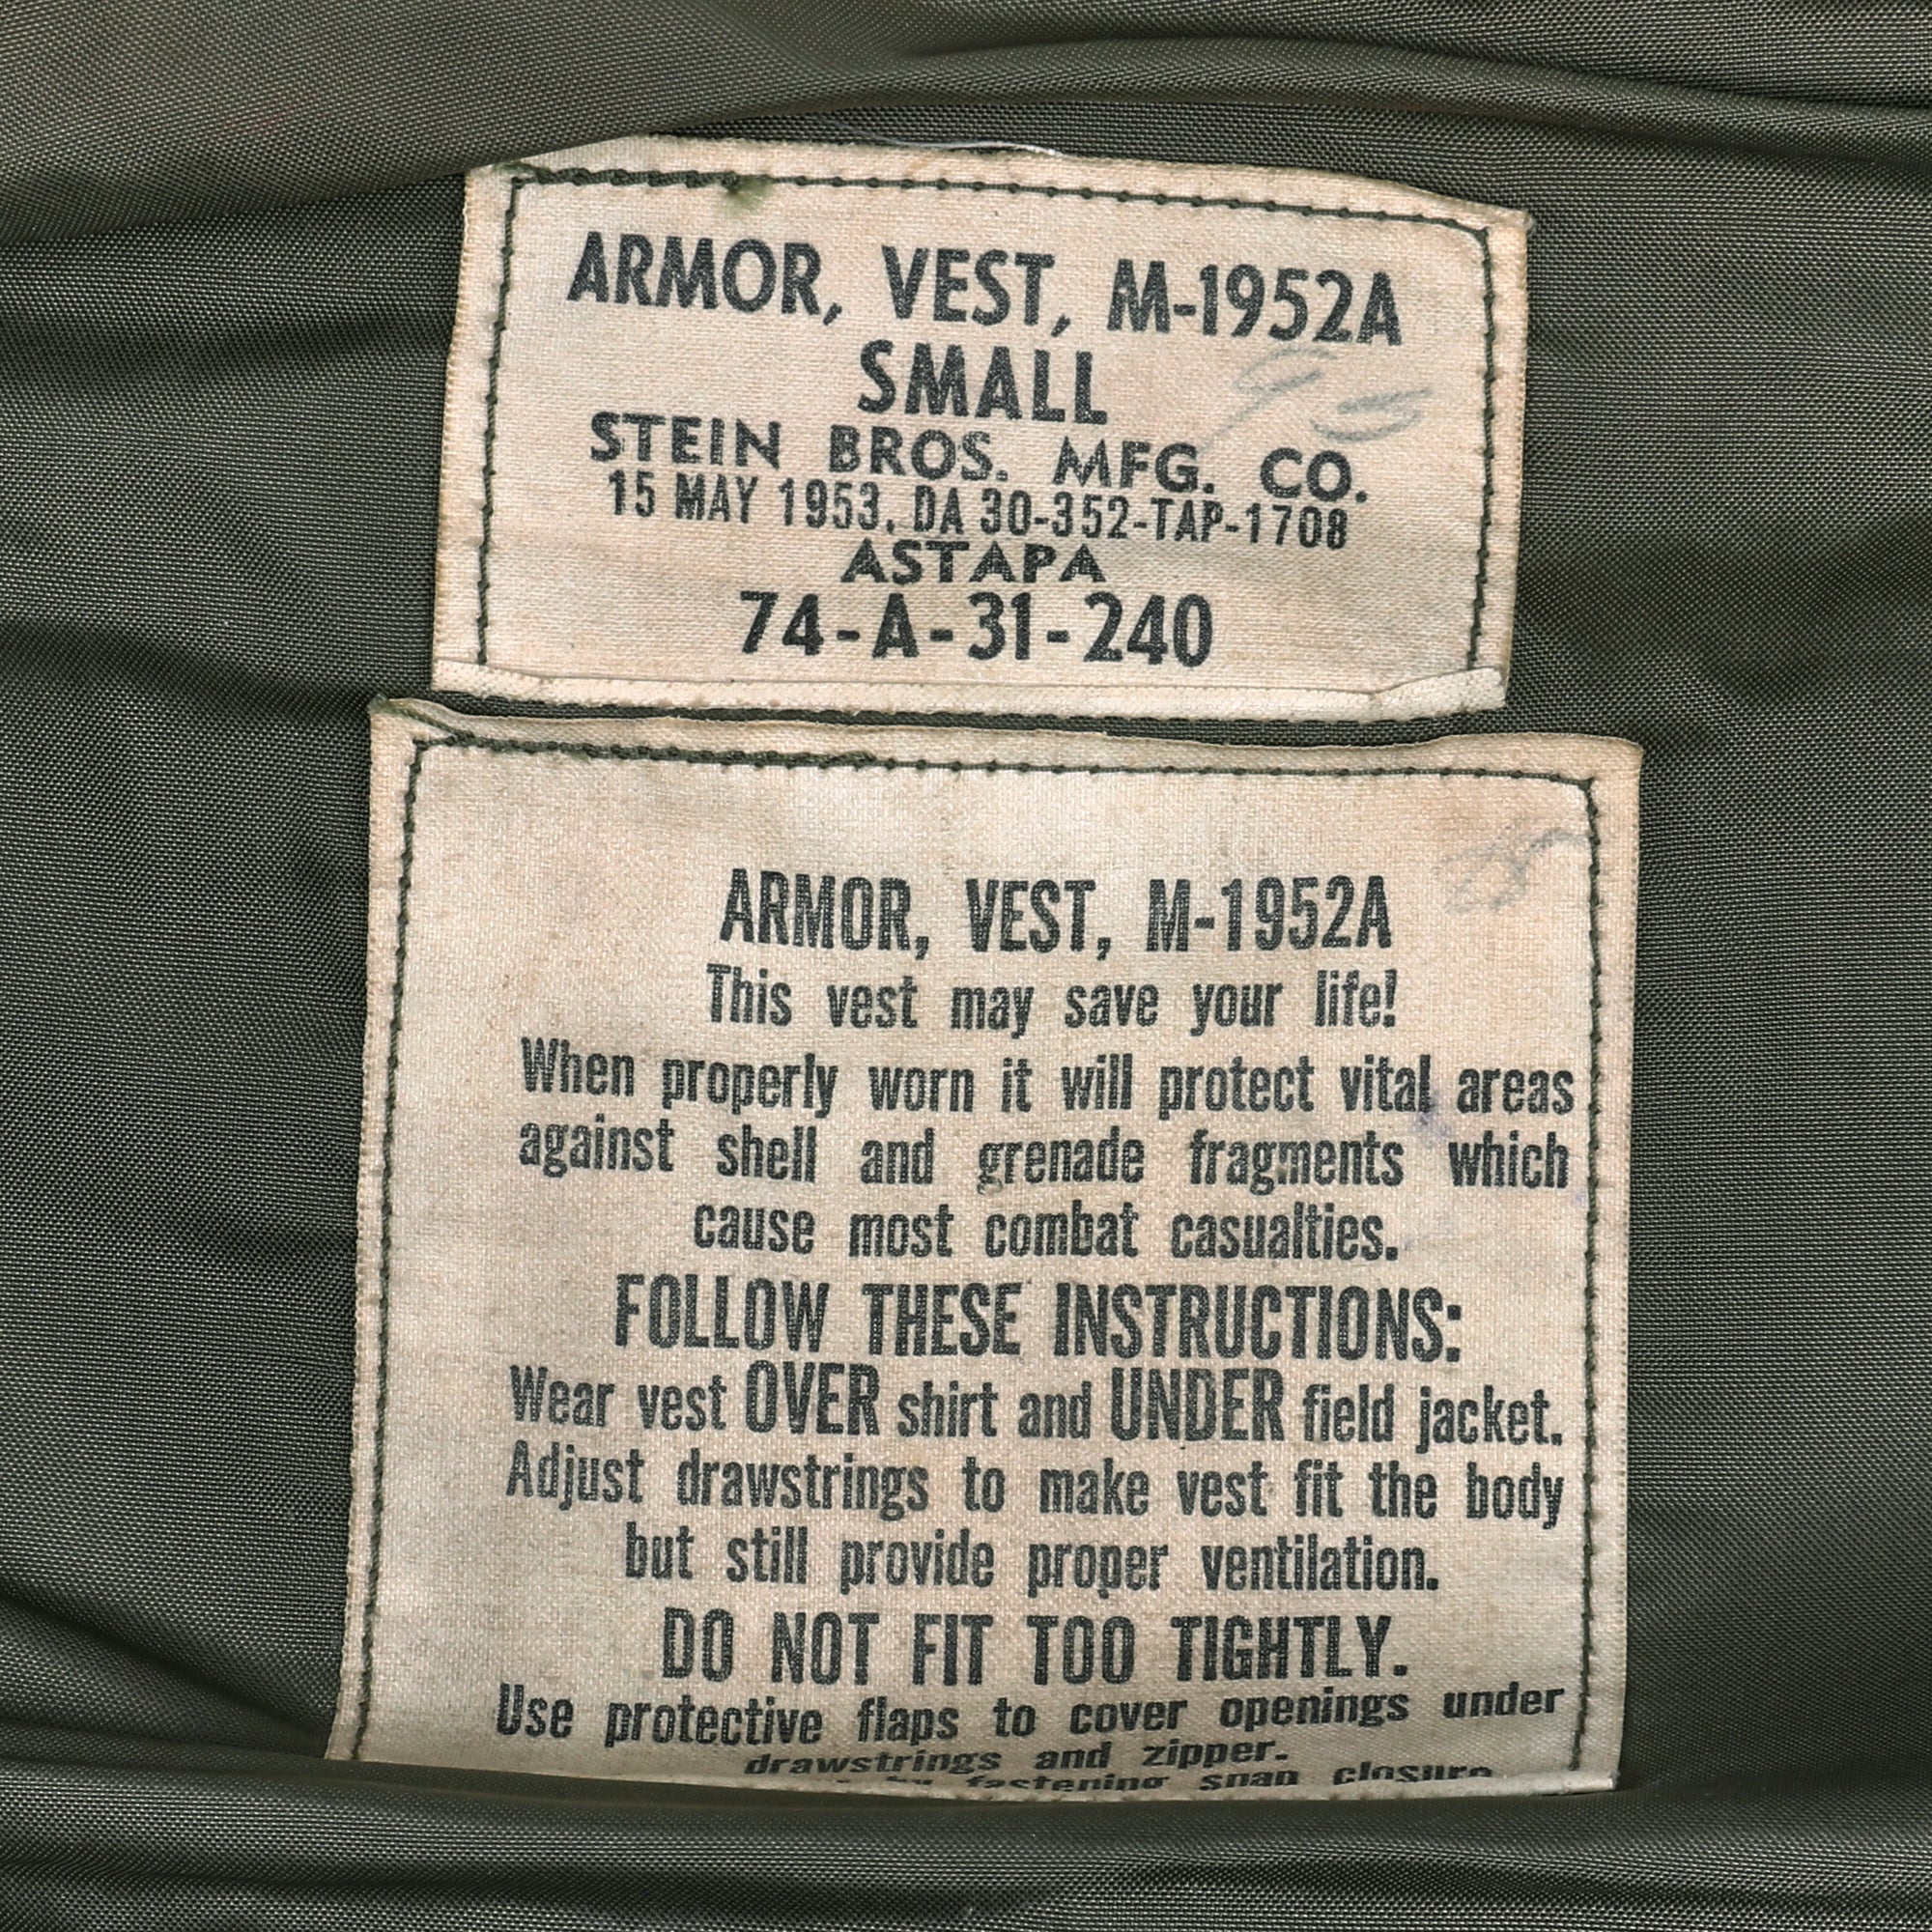 ARMOR, VEST, M-1952A
SMALL
STEIN BROS. MFG. CO.
15 MAY 1953, DA 30-352-TAP-1708
ASTAPA
74-A-31-240
ARMOR, VEST, M-1952A
This vest may save your life!
When properly worn it will protect vital areas
against shell and grenade fragments which
cause most combat casualties.
FOLLOW THESE INSTRUCTIONS:
Wear vest OVER shirt and UNDER field jacket.
Adjust drawstrings to make vest fit the body
but still provide proper ventilation.
DO NOT FIT TOO TIGHTLY.
Use protective flaps to cover openings under
drawstrings and zipper.
by fastening snap closure